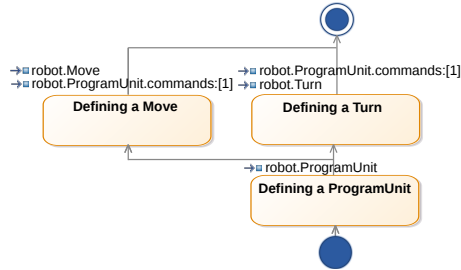 robot.Move
robot.ProgramUnit.commands:[1]
Defining a Move
robot.ProgramUnit.commands:[1]
robot.Turn
Defining a Turn
robot.ProgramUnit
Defining a ProgramUnit